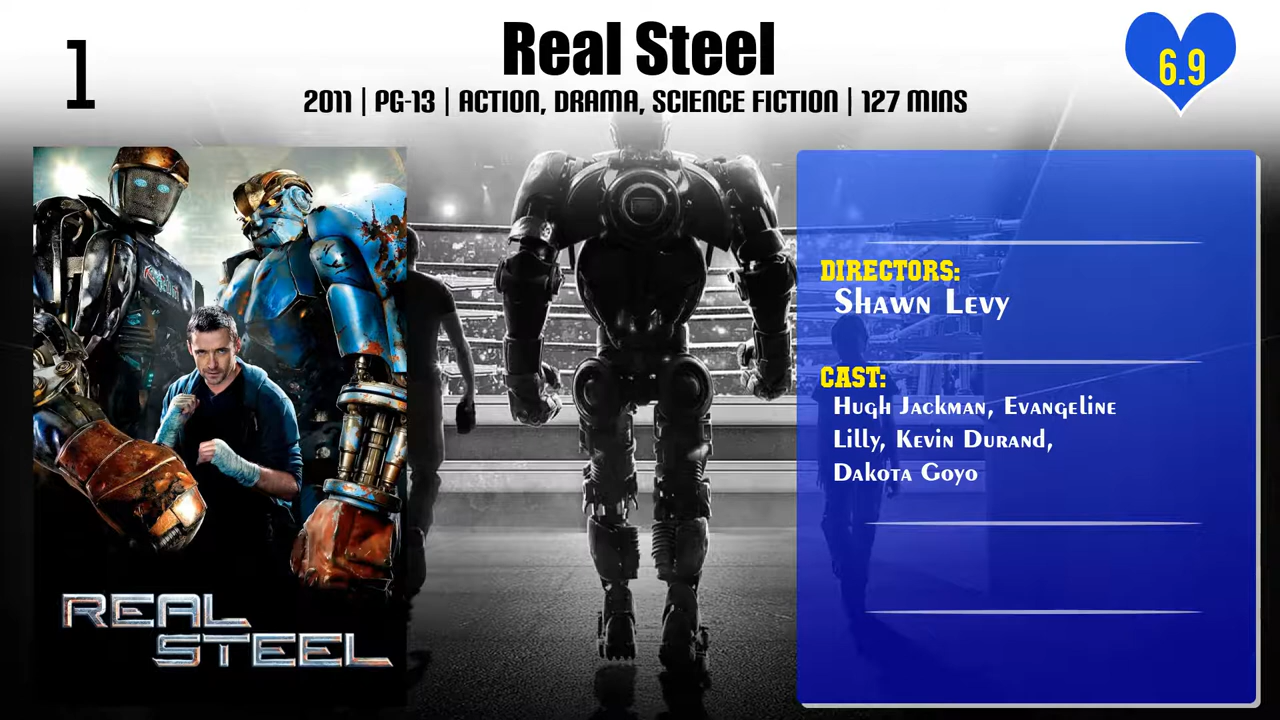 1
Real Steel
6.9
2011 | PG-13 | ACTION, DRAMA, SCIENCE FICTION | 127 MINS
DIRECTORS:
Shawn Levy
CAST:
Hugh Jackman, Evangeline
Lilly, Kevin Durand,
Dakota Goyo
REAL
STEEL